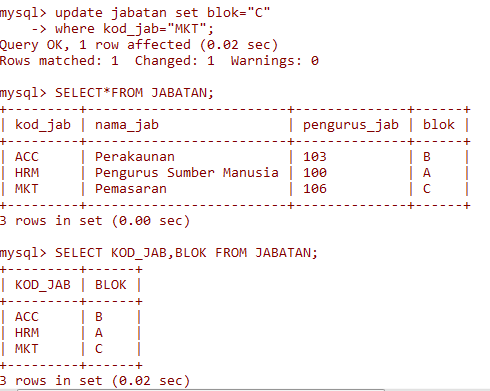 mysql> update jabatan set blok="C"
    -> where kod_jab="MKT";
Query OK, 1 row affected (0.02 sec)
Rows matched: 1  Changed: 1  Warnings: 0

mysql> SELECT*FROM JABATAN;
+---------+------------------------+--------------+------+
| kod_jab | nama_jab               | pengurus_jab | blok |
+---------+------------------------+--------------+------+
| ACC     | Perakaunan             | 103          | B    |
| HRM     | Pengurus Sumber Manusia | 100          | A    |
| MKT     | Pemasaran              | 106          | C    |
+---------+------------------------+--------------+------+
3 rows in set (0.00 sec)

mysql> SELECT KOD_JAB,BLOK FROM JABATAN;
+---------+------+
| KOD_JAB | BLOK |
+---------+------+
| ACC     | B    |
| HRM     | A    |
| MKT     | C    |
+---------+------+
3 rows in set (0.02 sec)